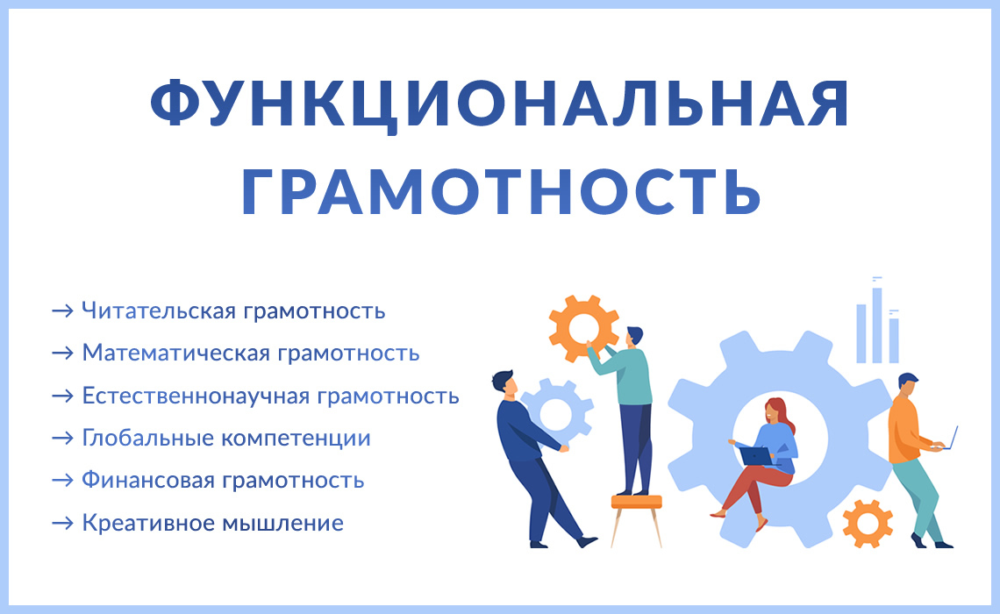 ФУНКЦИОНАЛЬНАЯ
ГРАМОТНОСТЬ
→ Читательская грамотность
→ Математическая грамотность
→ Естественнонаучная грамотность
→ Глобальные компетенции
→ Финансовая грамотность
→ Креативное мышление